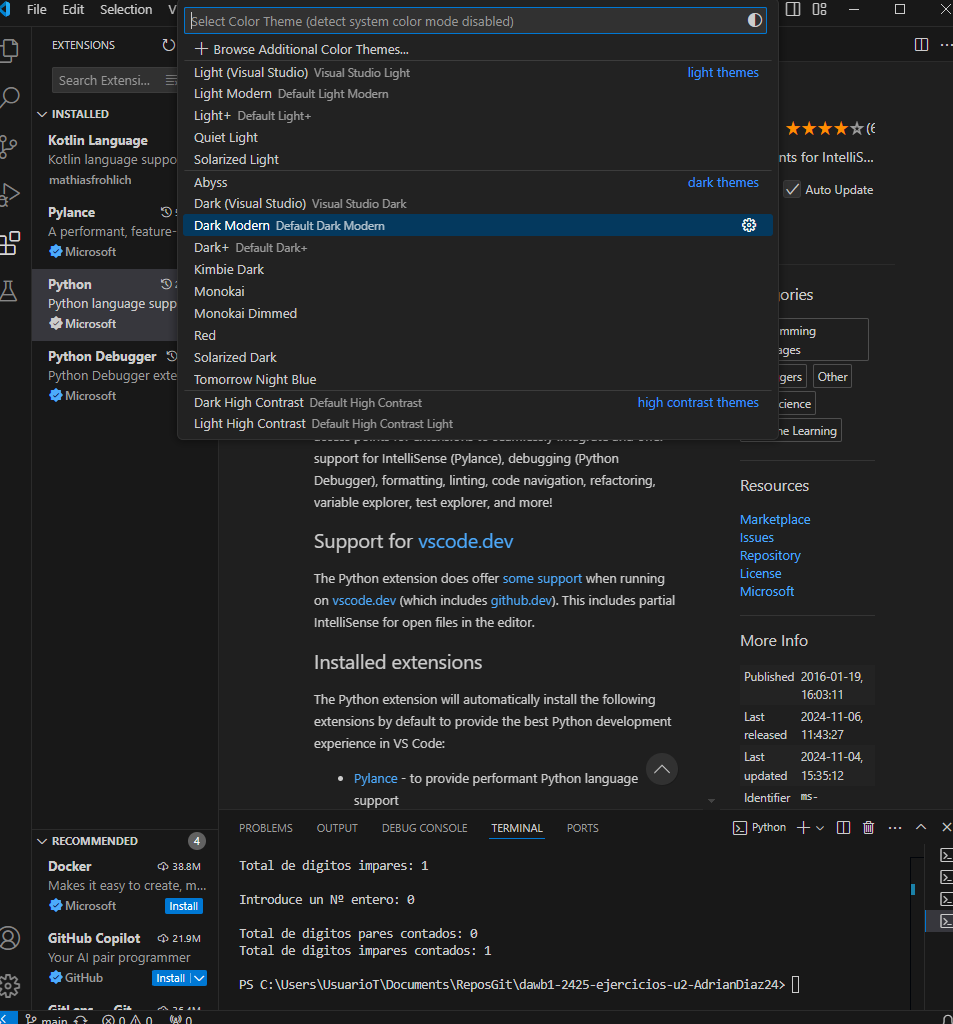 File Edit Selection V
Select Color Theme (detect system color mode disabled)
Browse Additional Color Themes...
Light (Visual Studio) Visual Studio Light light themes
Light Modern Default Light Modern
Light+ Default Light+
Quiet Light
Solarized Light
Abyss dark themes
Dark (Visual Studio) Visual Studio Dark
Dark Modern Default Dark Modern
Dark+ Default Dark+
Kimbie Dark
Monokai
Monokai Dimmed
Red
Solarized Dark
Tomorrow Night Blue
Dark High Contrast Default High Contrast high contrast themes
Light High Contrast Default High Contrast Light
EXTENSIONS
Search Extensi...
INSTALLED
Kotlin Language
Kotlin language suppo
mathiasfrohlich
Pylance
A performant, feature-
Microsoft
Python
Python language supp
Microsoft
Python Debugger
Python Debugger exte
Microsoft
RECOMMENDED 4
Docker 38.8M
Makes it easy to create, m...
Microsoft Install
GitHub Copilot 21.9M
Your AI pair programmer
GitHub Install
(6
nts for IntelliS...
Auto Update
support for IntelliSense (Pylance), debugging (Python
Debugger), formatting, linting, code navigation, refactoring,
variable explorer, test explorer, and more!
Support for vscode.dev
The Python extension does offer some support when running
on vscode.dev (which includes github.dev). This includes partial
IntelliSense for open files in the editor.
Installed extensions
The Python extension will automatically install the following
extensions by default to provide the best Python development
experience in VS Code:
• Pylance - to provide performant Python language
support
ories
mming
ages
gers Other
cience
ne Learning
Resources
Marketplace
Issues
Repository
License
Microsoft
More Info
Published 2016-01-19,
16:03:11
Last 2024-11-06,
released 11:43:27
Last 2024-11-04,
updated 15:35:12
Identifier ms-
PROBLEMS OUTPUT DEBUG CONSOLE TERMINAL PORTS Python
Total de digitos impares: 1
Introduce un Nº entero: 0
Total de digitos pares contados: 0
Total de digitos impares contados: 1
PS C:\Users\UsuarioT\Documents\ReposGit\dawb1-2425-ejercicios-u2-AdrianDiaz24>
main 0 0 0